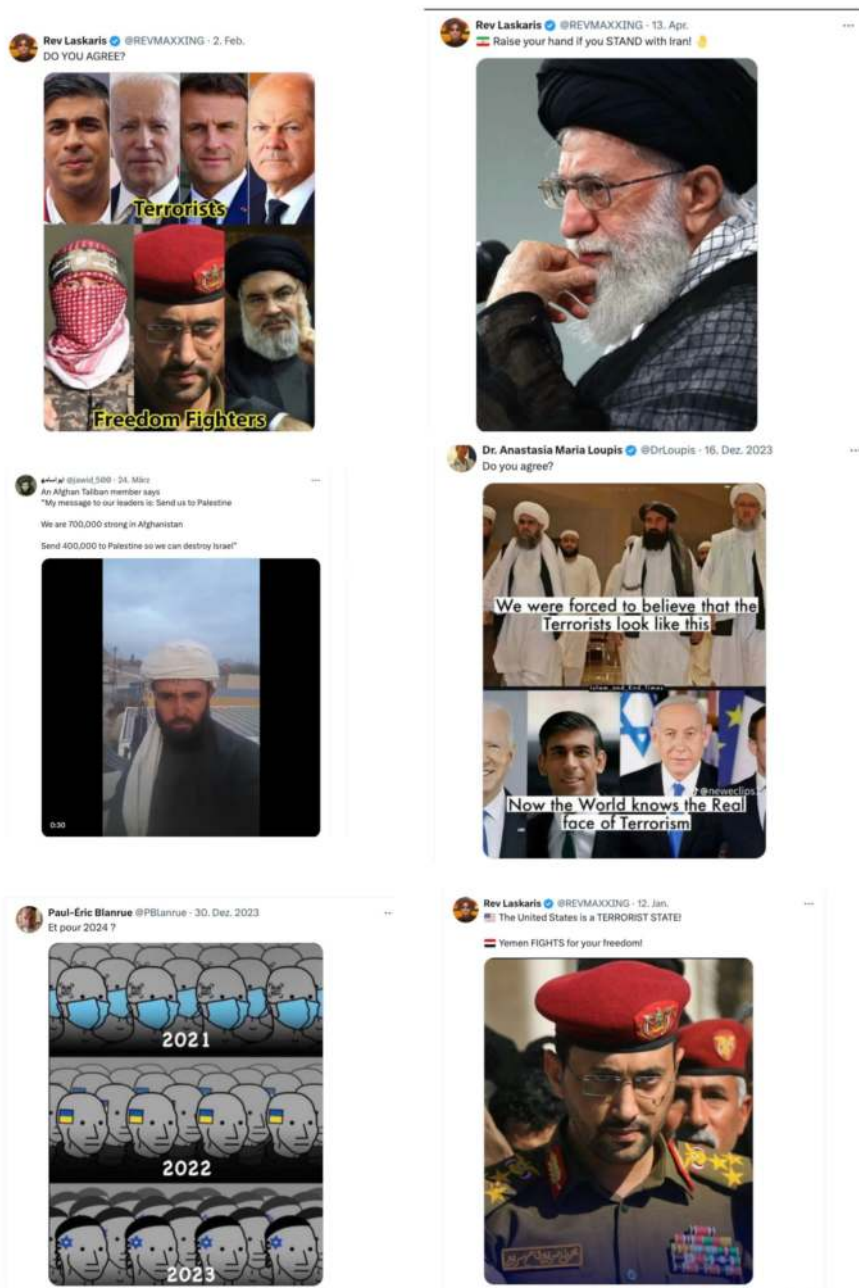 Rev Laskaris @REVMAXXING · 2. Feb.
DO YOU AGREE?
Terrorists
Freedom Fighters
Rev Laskaris @REVMAXXING · 13. Apr.
🇮🇷 Raise your hand if you STAND with Iran! ✋
@jawid_500 · 24. März
An Afghan Taliban member says
"My message to our leaders is: Send us to Palestine
We are 700,000 strong in Afghanistan
Send 400,000 to Palestine so we can destroy Israel"
0:30
Dr. Anastasia Maria Loupis @DrLoupis · 16. Dez. 2023
Do you agree?
We were forced to believe that the
Terrorists look like this
Islam_and_End_Times
@neweclips
Now the World knows the Real
face of Terrorism
Paul-Éric Blanrue @PBlanrue · 30. Dez. 2023
Et pour 2024 ?
2021
2022
2023
Rev Laskaris @REVMAXXING · 12. Jan.
🇺🇸 The United States is a TERRORIST STATE!
🇾🇪 Yemen FIGHTS for your freedom!